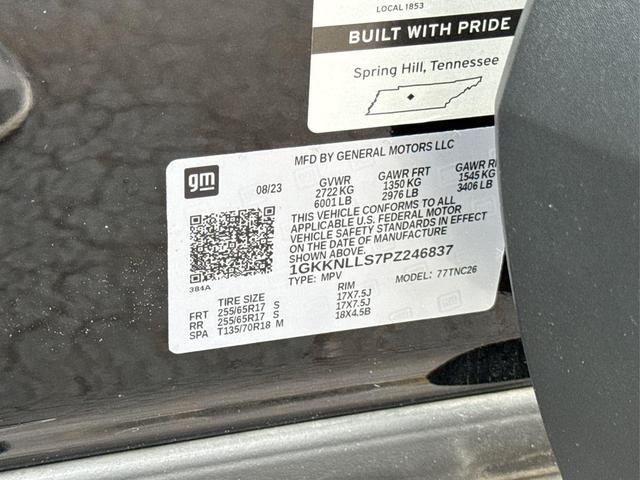 LOCAL 1853
BUILT WITH PRIDE
Spring Hill, Tennessee
gm
MFD BY GENERAL MOTORS LLC
08/23
GVWR GAWR FRT GAWR
2722 KG 1350 KG 1545 KG
6001 LB 2976 LB 3406 LB
THIS VEHICLE CONFORMS TO ALL
APPLICABLE U.S. FEDERAL MOTOR
VEHICLE SAFETY STANDARDS IN EFFECT
ON THE DATE OF MANUFACTURE
SHOWN ABOVE.
1GKKNLLS7PZ246837
TYPE: MPV MODEL: 77TNC26
384A
TIRE SIZE RIM
FRT 255/65R17 S 17X7.5J
RR 255/65R17 S 17X7.5J
SPA T135/70R18 M 18X4.5B